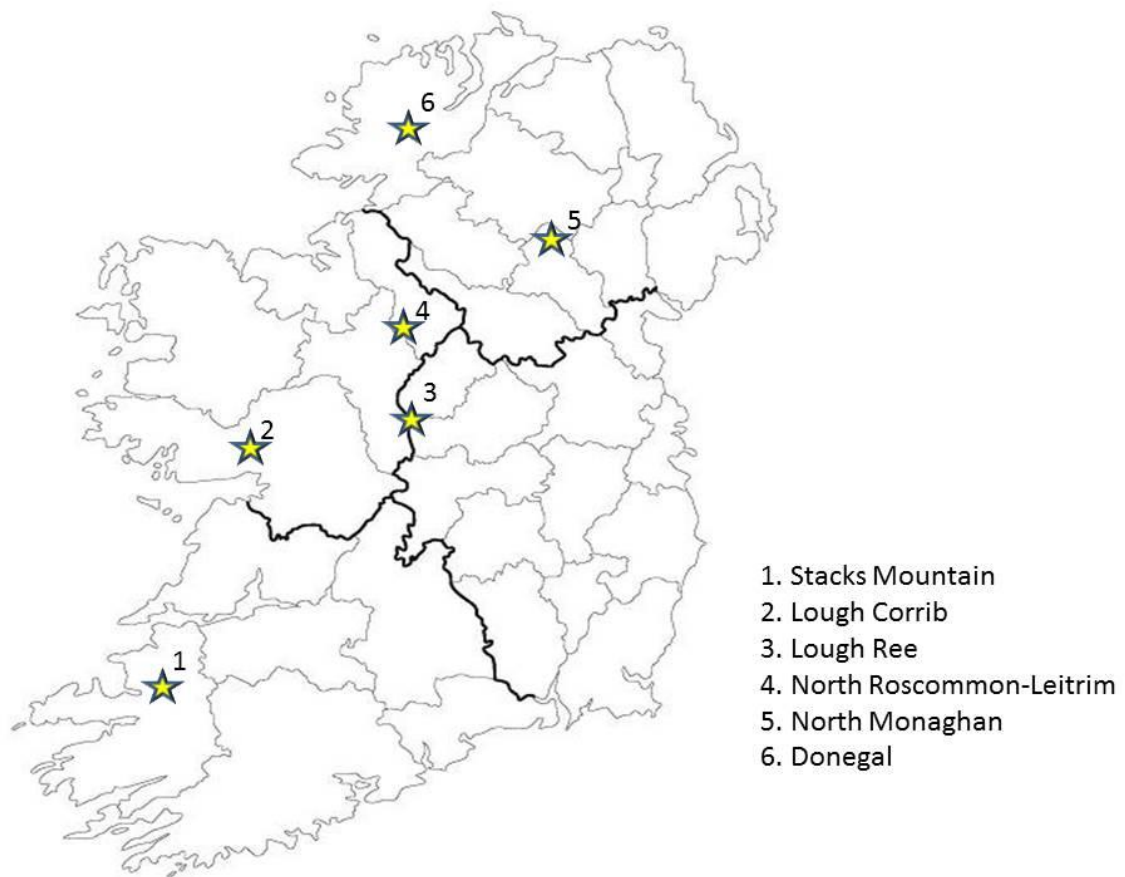 6
5
4
3
2
1
1. Stacks Mountain
2. Lough Corrib
3. Lough Ree
4. North Roscommon-Leitrim
5. North Monaghan
6. Donegal